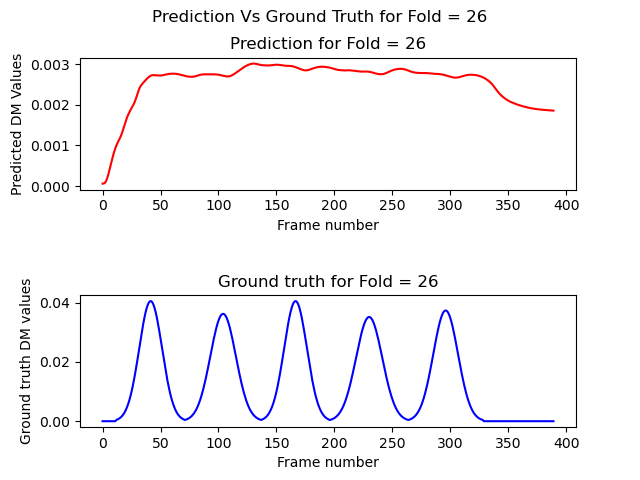 Prediction Vs Ground Truth for Fold = 26
Prediction for Fold = 26
Predicted DM Values
0.003
0.002
0.001
0.000
0 50 100 150 200 250 300 350 400
Frame number
Ground truth for Fold = 26
Ground truth DM values
0.04
0.02
0.00
0 50 100 150 200 250 300 350 400
Frame number